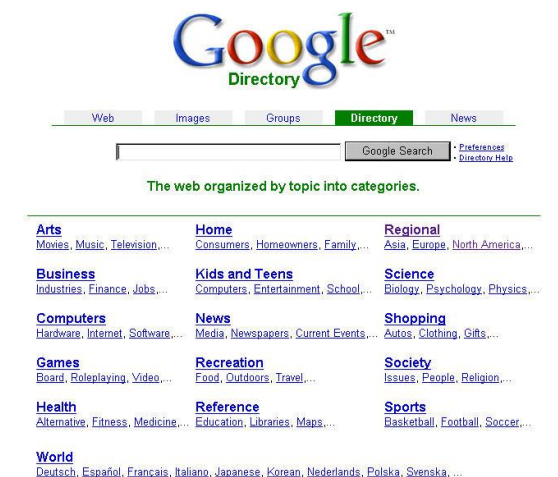 Google™
Directory
Web Images Groups Directory News
Google Search
• Preferences
• Directory Help
The web organized by topic into categories.
Arts Home Regional
Movies, Music, Television,... Consumers, Homeowners, Family,... Asia, Europe, North America,...
Business Kids and Teens Science
Industries, Finance, Jobs,... Computers, Entertainment, School,... Biology, Psychology, Physics,...
Computers News Shopping
Hardware, Internet, Software,... Media, Newspapers, Current Events,... Autos, Clothing, Gifts,...
Games Recreation Society
Board, Roleplaying, Video,... Food, Outdoors, Travel,... Issues, People, Religion,...
Health Reference Sports
Alternative, Fitness, Medicine,... Education, Libraries, Maps,... Basketball, Football, Soccer,...
World
Deutsch, Español, Français, Italiano, Japanese, Korean, Nederlands, Polska, Svenska, ...